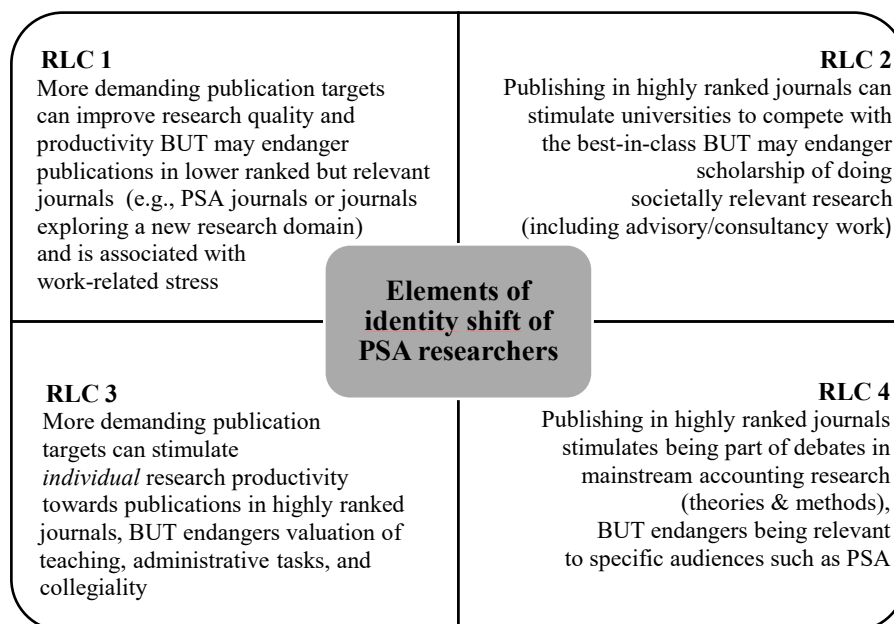 RLC 1
More demanding publication targets
can improve research quality and
productivity BUT may endanger
publications in lower ranked but relevant
journals (e.g., PSA journals or journals
exploring a new research domain)
and is associated with
work-related stress
RLC 2
Publishing in highly ranked journals can
stimulate universities to compete with
the best-in-class BUT may endanger
scholarship of doing
societally relevant research
(including advisory/consultancy work)
Elements of
identity shift of
PSA researchers
RLC 3
More demanding publication
targets can stimulate
individual research productivity
towards publications in highly ranked
journals, BUT endangers valuation of
teaching, administrative tasks, and
collegiality
RLC 4
Publishing in highly ranked journals
stimulates being part of debates in
mainstream accounting research
(theories & methods),
BUT endangers being relevant
to specific audiences such as PSA